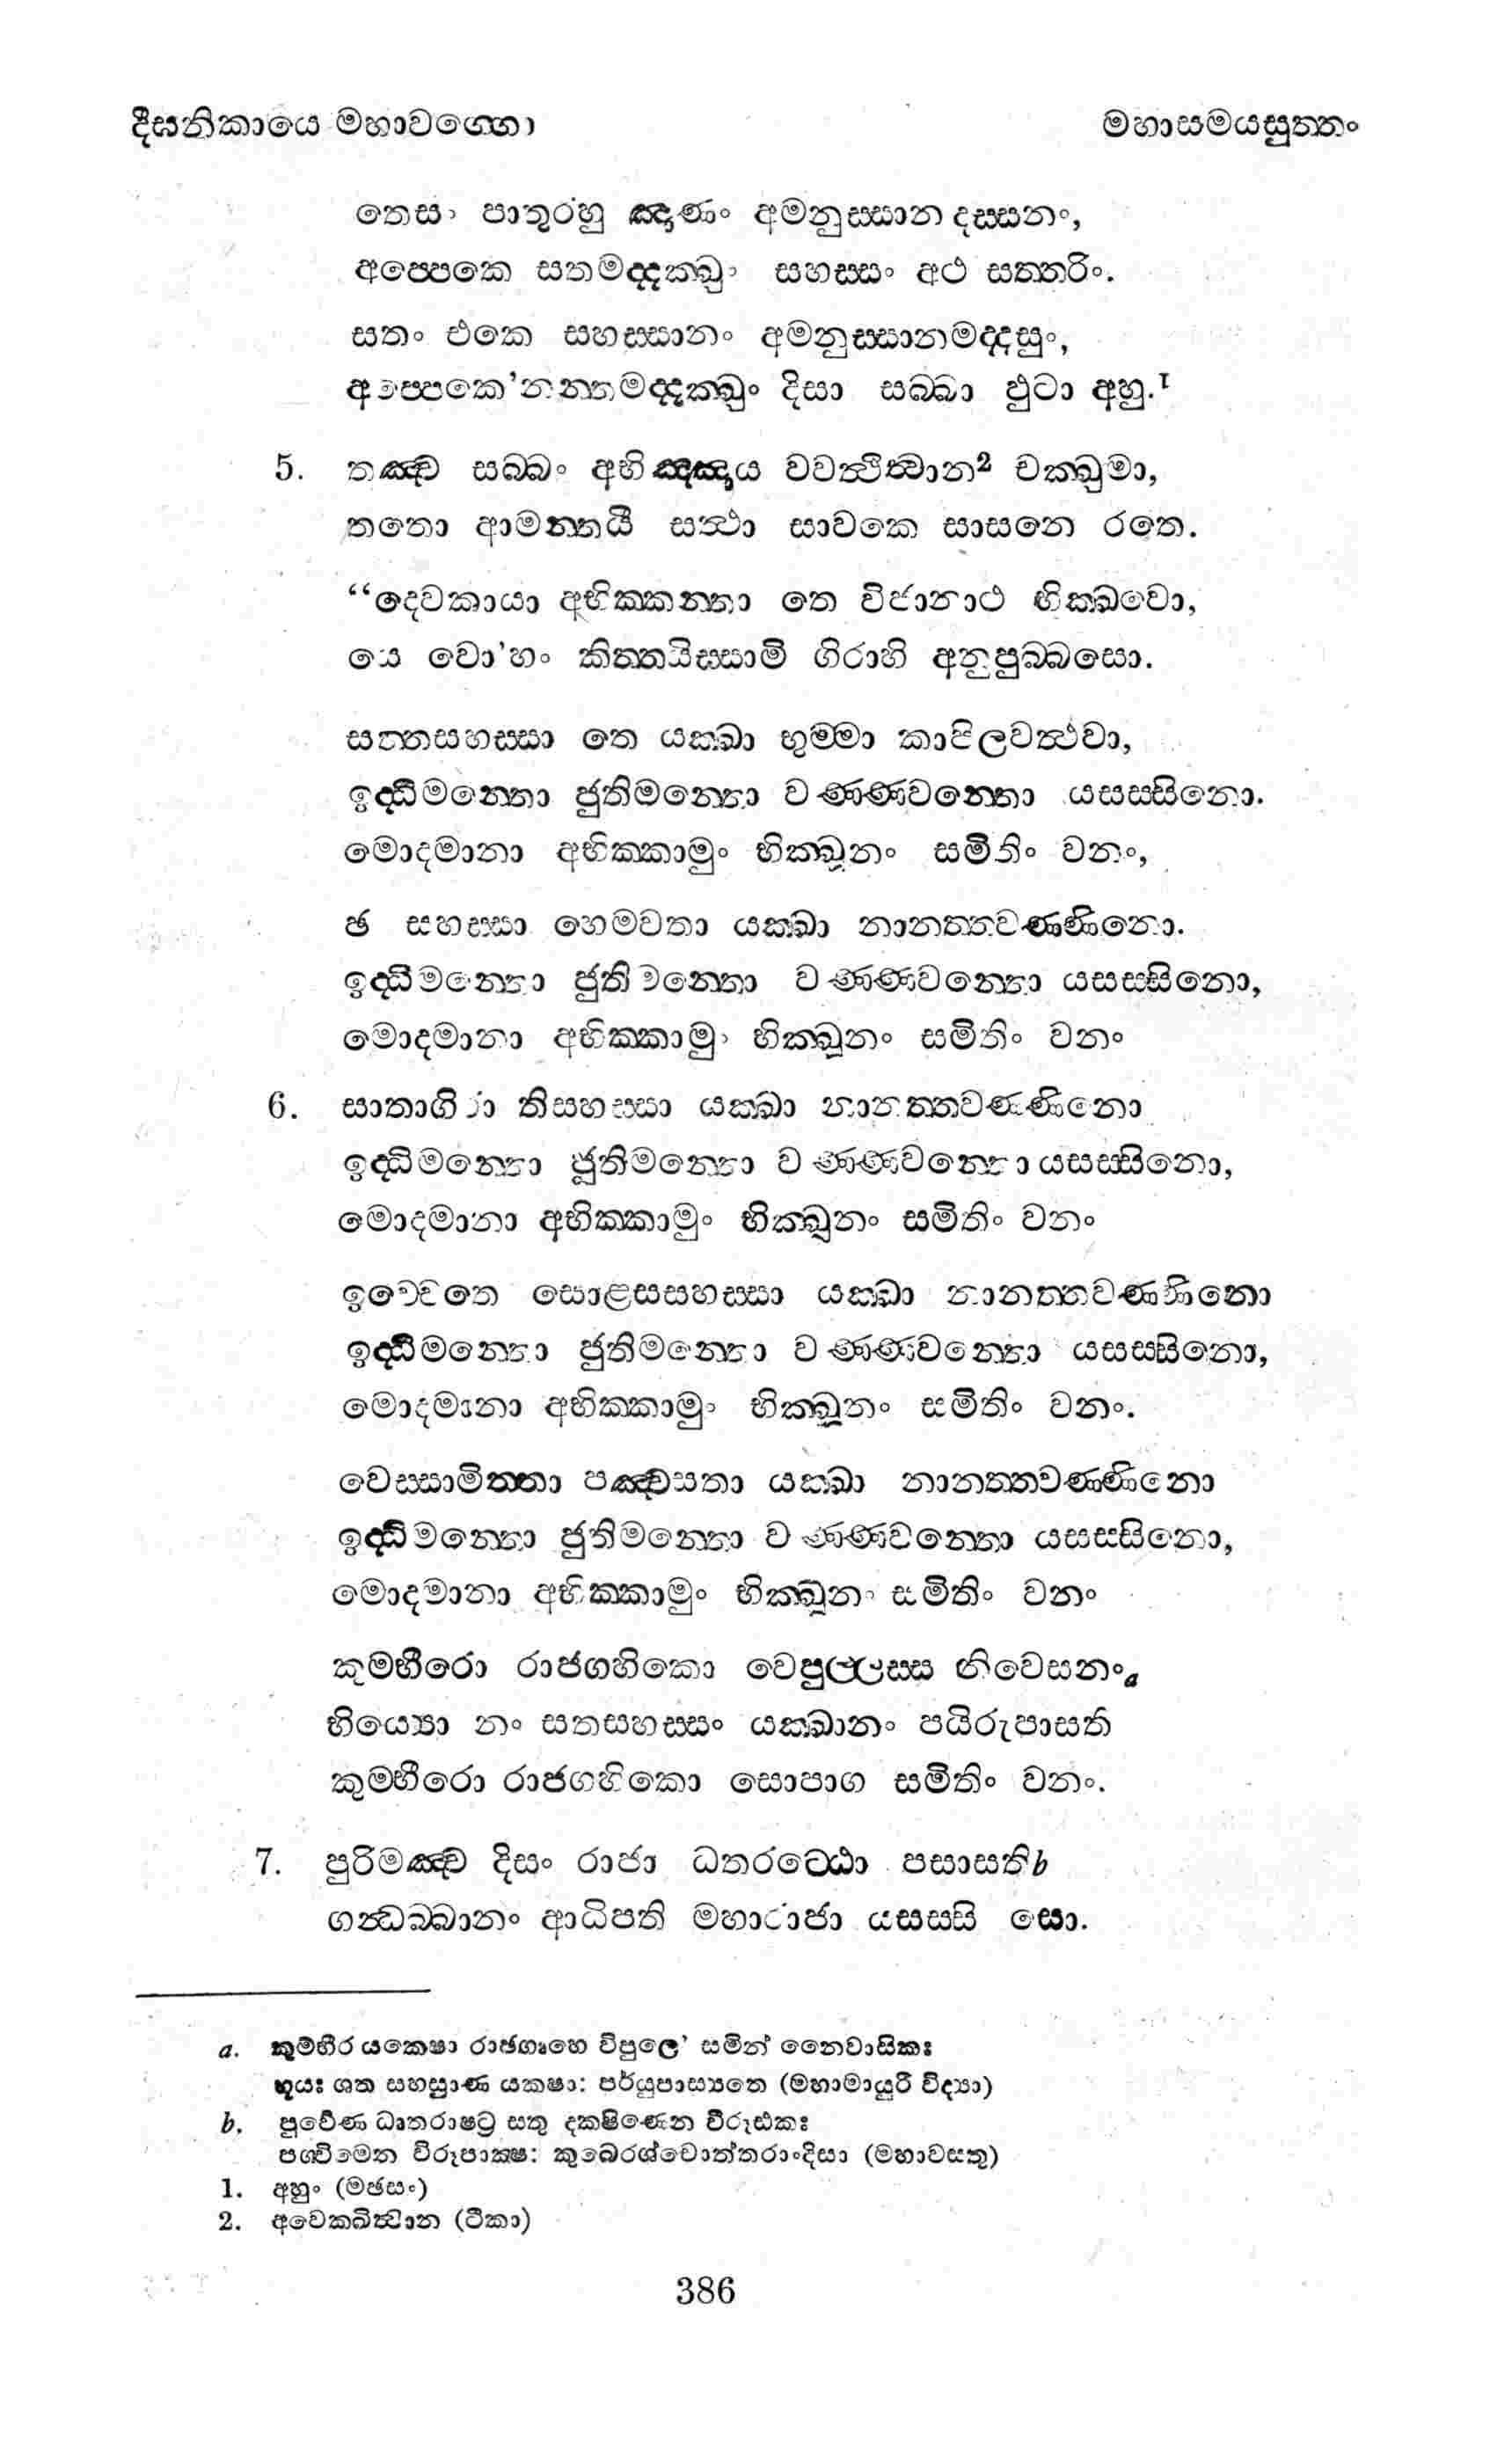 දීඝනිකායෙ මහාවග්ගො මහාසමයසුත්තං
තෙසං පාතුරහු ඤාණං අමනුස්සාන දස්සනං,
අප්පෙකෙ සතමද්දක්ඛුං සහස්සං අථ සත්තරිං.
සතං එකෙ සහස්සානං අමනුස්සානමද්දසුං,
අප්පෙකෙ'නන්තමද්දක්ඛුං දිසා සබ්බා ඵුටා අහු.1
5. තඤ්ච සබ්බං අභිඤ්ඤාය වවත්ථිත්වාන2 චක්ඛුමා,
තතො ආමන්තයී සත්ථා සාවකෙ සාසනෙ රතෙ.
“දෙවකායා අභික්කන්තා තෙ විජානාථ භික්ඛවො,
යෙ වො'හං කිත්තයිස්සාමි ගිරාහි අනුපුබ්බසො.
සත්තසහස්සා තෙ යක්ඛා භුම්මා කාපිලවත්ථවා,
ඉද්ධිමන්තො ජුතිමන්තො වණ්ණවන්තො යසස්සිනො.
මොදමානා අභික්කාමුං භික්ඛූනං සමිතිං වනං,
ඡ සහස්සා හෙමවතා යක්ඛා නානත්තවණ්ණිනො.
ඉද්ධිමන්තො ජුතිමන්තො වණ්ණවන්තො යසස්සිනො,
මොදමානා අභික්කාමුං භික්ඛූනං සමිතිං වනං
6. සාතාගිරා තිසහස්සා යක්ඛා නානත්තවණ්ණිනො
ඉද්ධිමන්තො ජුතිමන්තො වණ්ණවන්තො යසස්සිනො,
මොදමානා අභික්කාමුං භික්ඛූනං සමිතිං වනං
ඉච්චෙතෙ සොළසසහස්සා යක්ඛා නානත්තවණ්ණිනො
ඉද්ධිමන්තො ජුතිමන්තො වණ්ණවන්තො යසස්සිනො,
මොදමානා අභික්කාමුං භික්ඛූනං සමිතිං වනං.
වෙස්සාමිත්තා පඤ්චසතා යක්ඛා නානත්තවණ්ණිනො
ඉද්ධිමන්තො ජුතිමන්තො වණ්ණවන්තො යසස්සිනො,
මොදමානා අභික්කාමුං භික්ඛූනං සමිතිං වනං
කුම්භීරො රාජගහිකො වෙපුල්ලස්ස නිවෙසනංa
භිය්යො නං සතසහස්සං යක්ඛානං පයිරුපාසති
කුම්භීරො රාජගහිකො සොපාග සමිතිං වනං.
7. පුරිමඤ්ච දිසං රාජා ධතරට්ඨො පසාසතිb
ගන්ධබ්බානං ආධිපති මහාරාජා යසස්සි සො.
a. කුම්භීර යක්ෂො රාජගෘහෙ විපුලෙ' ස්මින් නෛවාසිකඃ
භූයඃ ශත සහස්‍රාණ යක්ෂා: පර්යුපාස්‍යතෙ (මහාමායුරී විද්‍යා)
b. පූර්වෙණ ධෘතරාෂ්ට්‍ර ස්තු දක්ෂිණෙන වීරූඪකඃ
පශ්චිමෙන විරූපාක්ෂ: කුබෙරශ්චොත්තරාංදිසා (මහාවස්තු)
1. අහුං (මඡසං)
2. අවෙක්ඛිත්වාන (ටීකා)
386